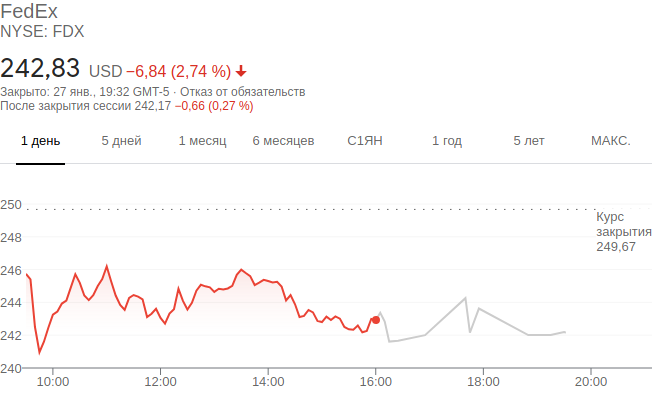 FedEx
NYSE: FDX
242,83 USD −6,84 (2,74 %)
Закрыто: 27 янв., 19:32 GMT-5 · Отказ от обязательств
После закрытия сессии 242,17 −0,66 (0,27 %)
1 день 5 дней 1 месяц 6 месяцев С1ЯН 1 год 5 лет МАКС.
250
Курс
закрытия
249,67
248
246
244
242
240
10:00 12:00 14:00 16:00 18:00 20:00